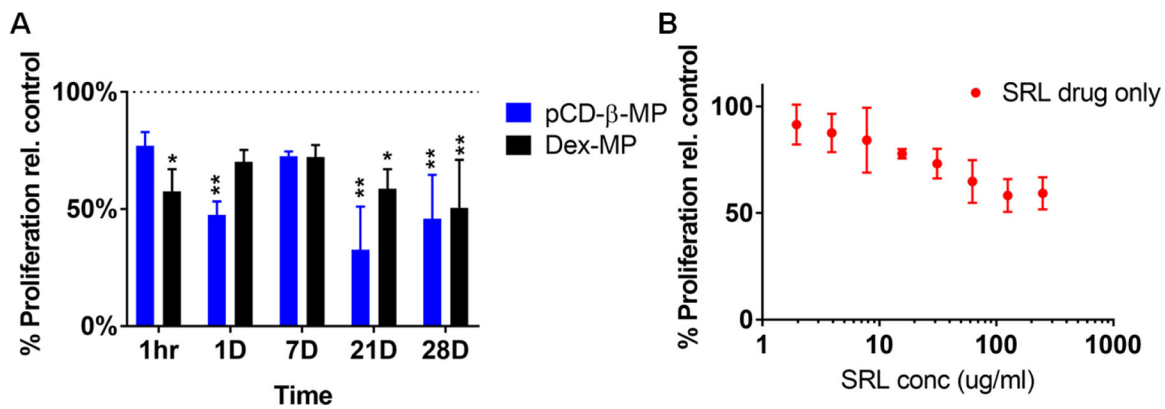 A
% Proliferation rel. control
100%
50%
0%
*
**
**
*
**
**
1hr 1D 7D 21D 28D
Time
pCD-β-MP
Dex-MP
B
% Proliferation rel. control
100
50
0
1 10 100 1000
SRL conc (ug/ml)
SRL drug only